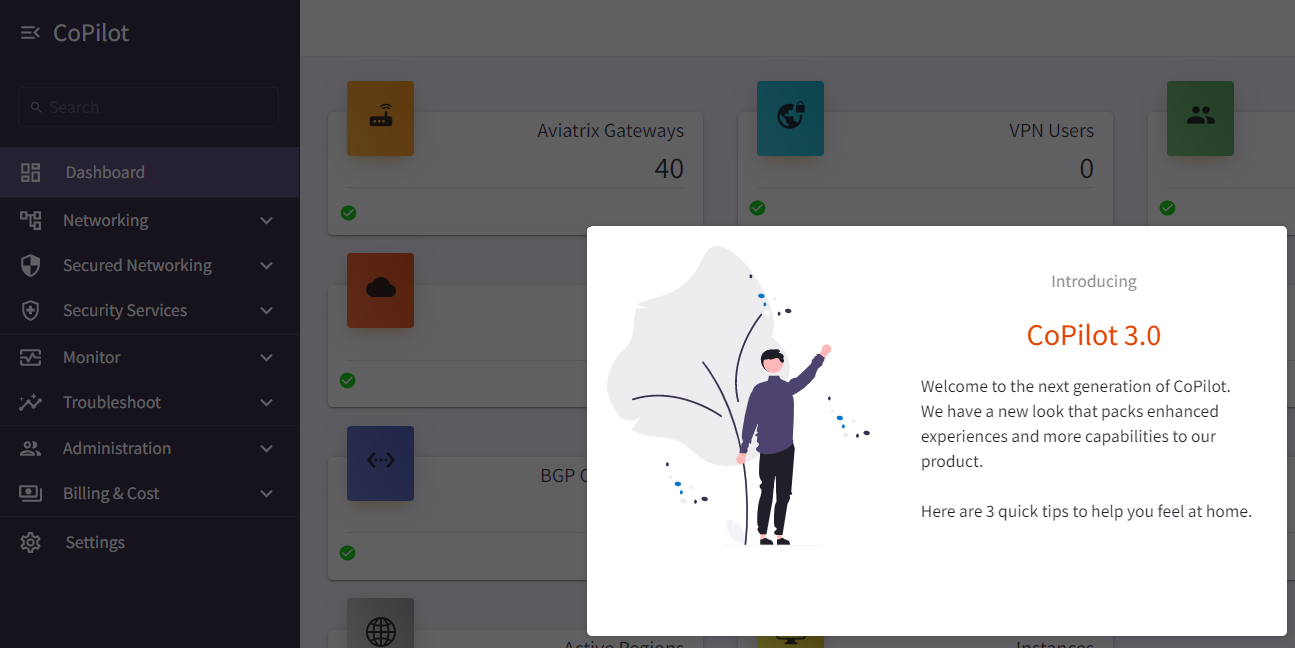 CoPilot
Search
Dashboard
Networking
Secured Networking
Security Services
Monitor
Troubleshoot
Administration
Billing & Cost
Settings
Aviatrix Gateways
40
VPN Users
0
BGP
Active Regions
Instances
Introducing
CoPilot 3.0
Welcome to the next generation of CoPilot.
We have a new look that packs enhanced
experiences and more capabilities to our
product.
Here are 3 quick tips to help you feel at home.